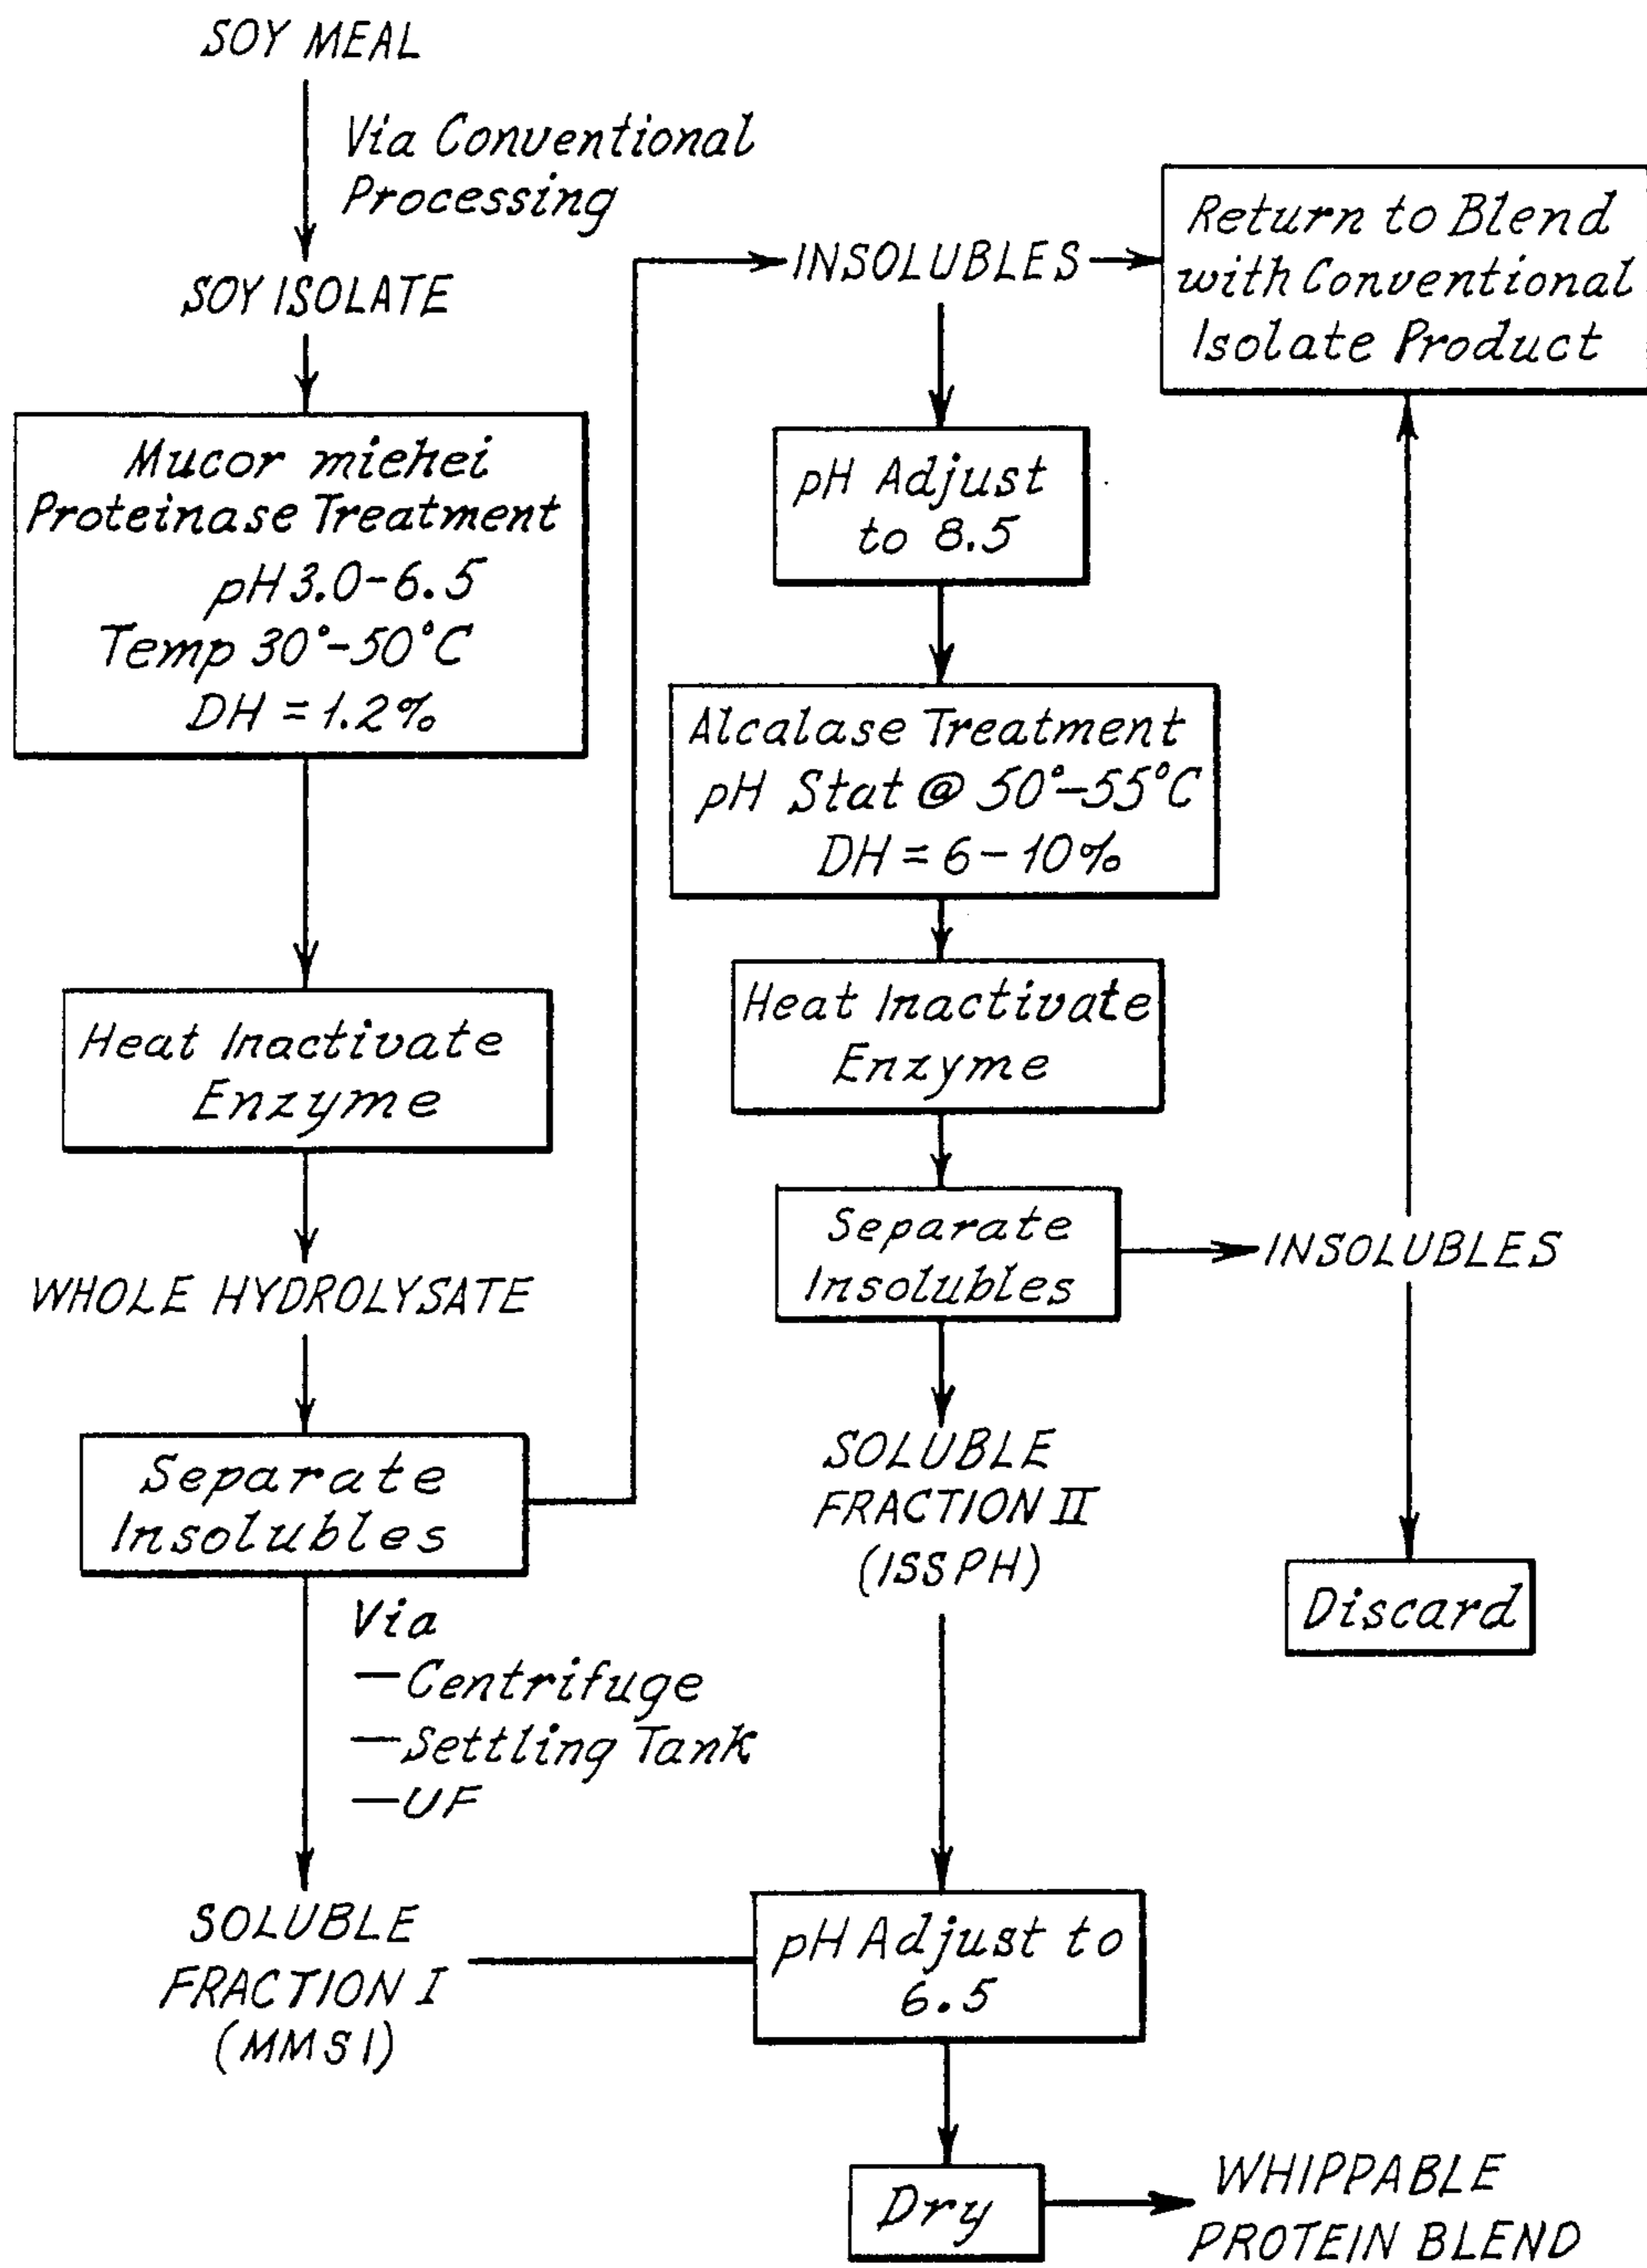 SOY MEAL
Via Conventional
Processing
SOY ISOLATE
Mucor miehei
Proteinase Treatment
pH 3.0-6.5
Temp 30°-50°C
DH = 1.2%
Heat Inactivate
Enzyme
WHOLE HYDROLYSATE
Separate
Insolubles
Via
—Centrifuge
—Settling Tank
—UF
SOLUBLE
FRACTION I
(MMSI)
INSOLUBLES
Return to Blend
with Conventional
Isolate Product
pH Adjust
to 8.5
Alcalase Treatment
pH Stat @ 50°-55°C
DH = 6-10%
Heat Inactivate
Enzyme
Separate
Insolubles
INSOLUBLES
SOLUBLE
FRACTION II
(ISSPH)
Discard
pH Adjust to
6.5
Dry
WHIPPABLE
PROTEIN BLEND